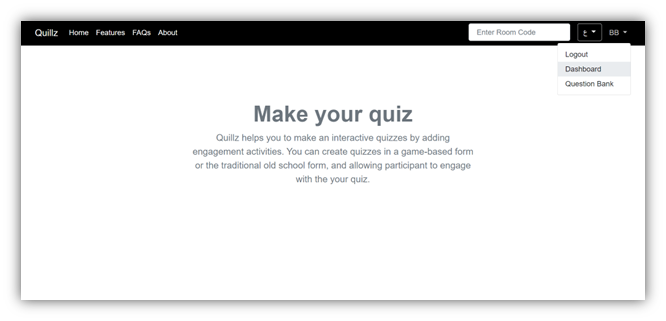 Quillz Home Features FAQs About Enter Room Code ع BB
Logout
Dashboard
Question Bank
Make your quiz
Quillz helps you to make an interactive quizzes by adding
engagement activities. You can create quizzes in a game-based form
or the traditional old school form, and allowing participant to engage
with the your quiz.